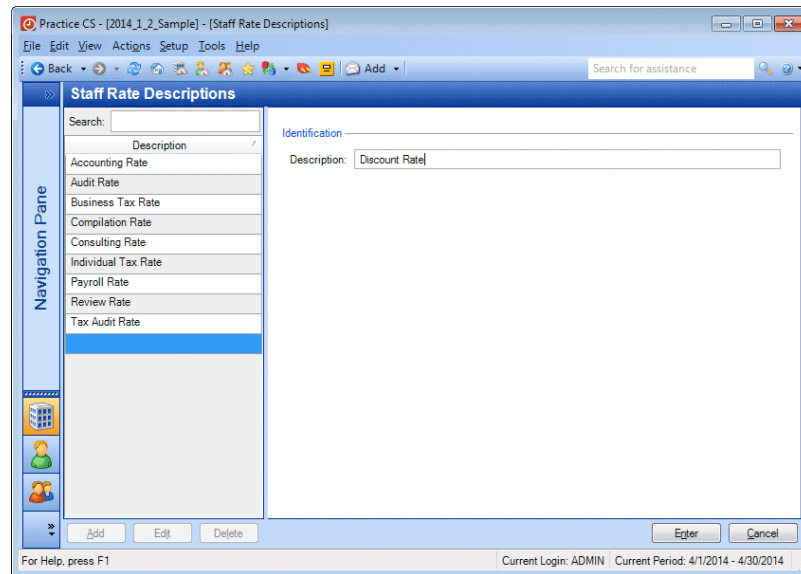 Practice CS - [2014_1_2_Sample] - [Staff Rate Descriptions]
File Edit View Actions Setup Tools Help
Back Add Search for assistance
Staff Rate Descriptions
Navigation Pane
Search:
Description
Accounting Rate
Audit Rate
Business Tax Rate
Compilation Rate
Consulting Rate
Individual Tax Rate
Payroll Rate
Review Rate
Tax Audit Rate
Identification
Description: Discount Rate
Add Edit Delete Enter Cancel
For Help, press F1 Current Login: ADMIN Current Period: 4/1/2014 - 4/30/2014